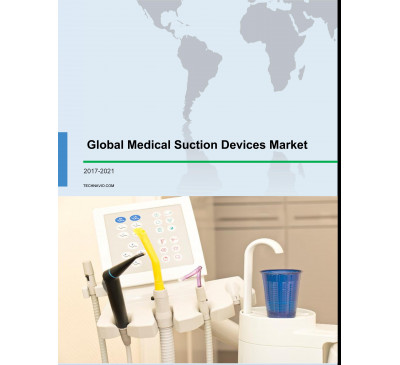 Global Medical Suction Devices Market
2017-2021
TECHNAVIO.COM